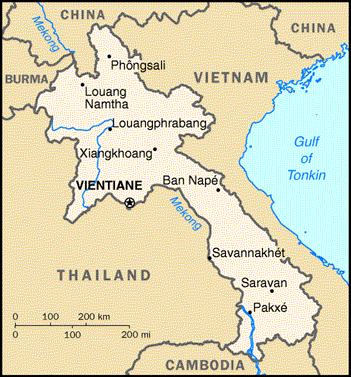 CHINA
CHINA
Mekong
Phôngsali
BURMA
VIETNAM
Louang
Namtha
Louangphrabang
Gulf
of
Tonkin
Xiangkhoang
VIENTIANE
Ban Napé
Mekong
Savannakhét
THAILAND
Saravan
Pakxé
0 100 200 km
0 100 200 mi
CAMBODIA